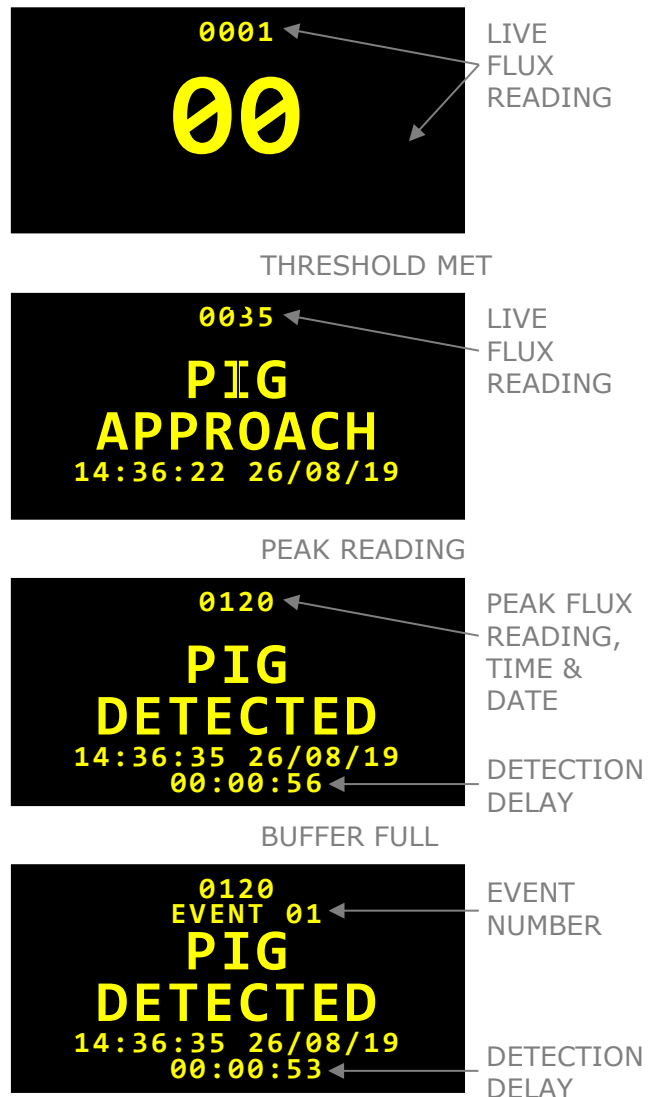 0001
LIVE
FLUX
READING
00
THRESHOLD MET
0035
LIVE
FLUX
READING
PIG
APPROACH
14:36:22 26/08/19
PEAK READING
0120
PEAK FLUX
READING,
TIME &
DATE
PIG
DETECTED
14:36:35 26/08/19
00:00:56
DETECTION
DELAY
BUFFER FULL
0120
EVENT 01
EVENT
NUMBER
PIG
DETECTED
14:36:35 26/08/19
00:00:53
DETECTION
DELAY